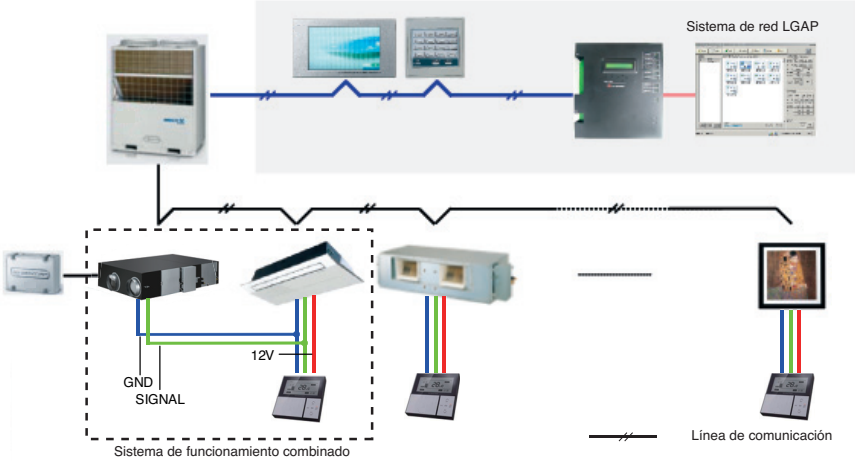 Sistema de red LGAP
12V
GND
SIGNAL
Sistema de funcionamiento combinado
Línea de comunicación